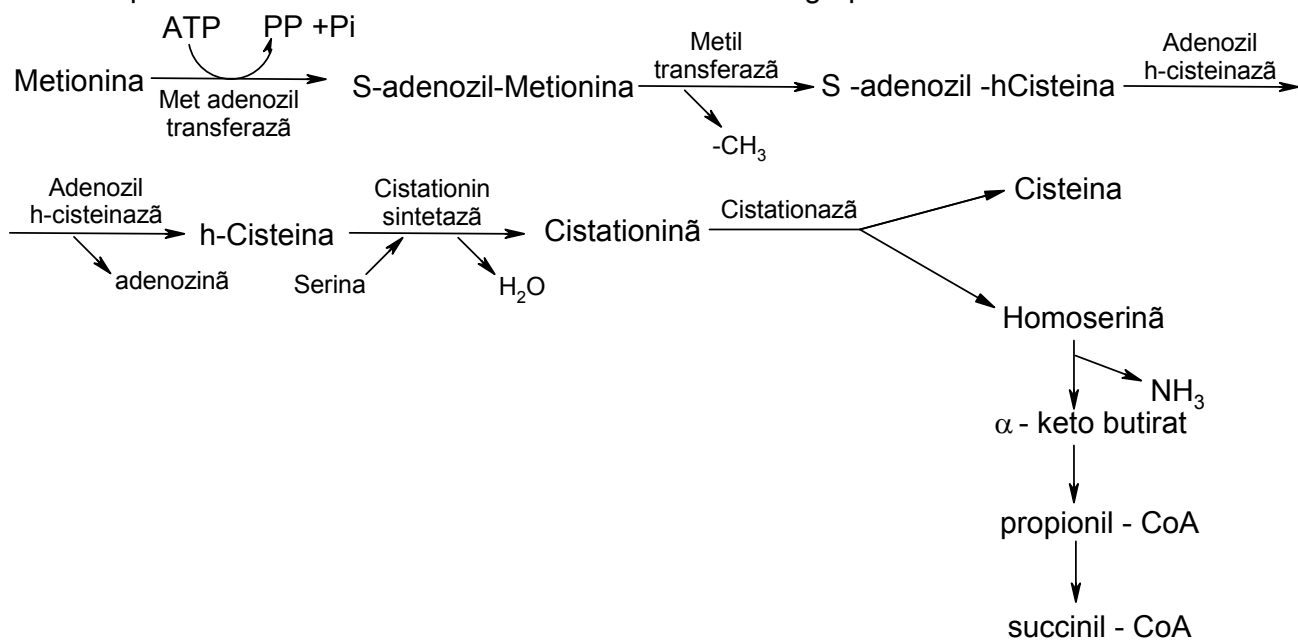 ATP PP +Pi
Metionina
Met adenozil
transferazã
S-adenozil-Metionina
Metil
transferazã
-CH3
S -adenozil -hCisteina
Adenozil
h-cisteinazã
Adenozil
h-cisteinazã
adenozinã
h-Cisteina
Cistationin
sintetazã
Serina
H2O
Cistationinã
Cistationazã
Cisteina
Homoserinã
NH3
α - keto butirat
propionil - CoA
succinil - CoA